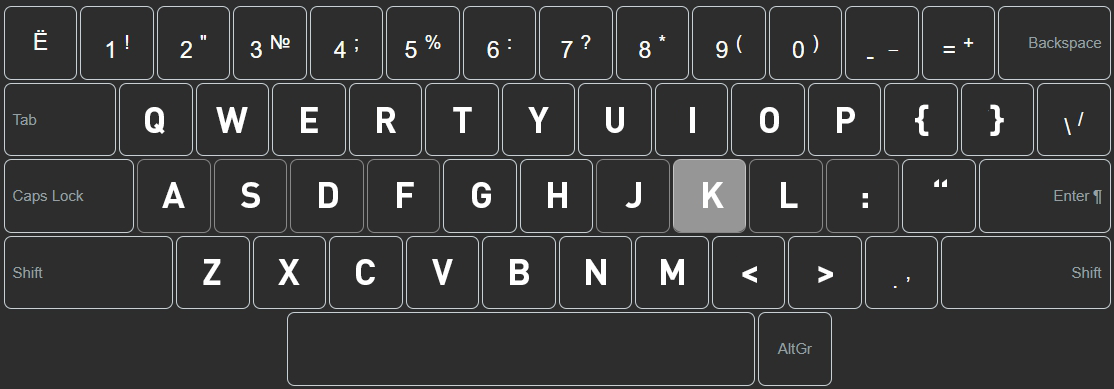 Ё 1 ! 2 " 3 № 4 ; 5 % 6 : 7 ? 8 * 9 ( 0 ) - _ = + Backspace
Tab Q W E R T Y U I O P { } \ /
Caps Lock A S D F G H J K L : “ Enter ¶
Shift Z X C V B N M < > . , Shift
AltGr